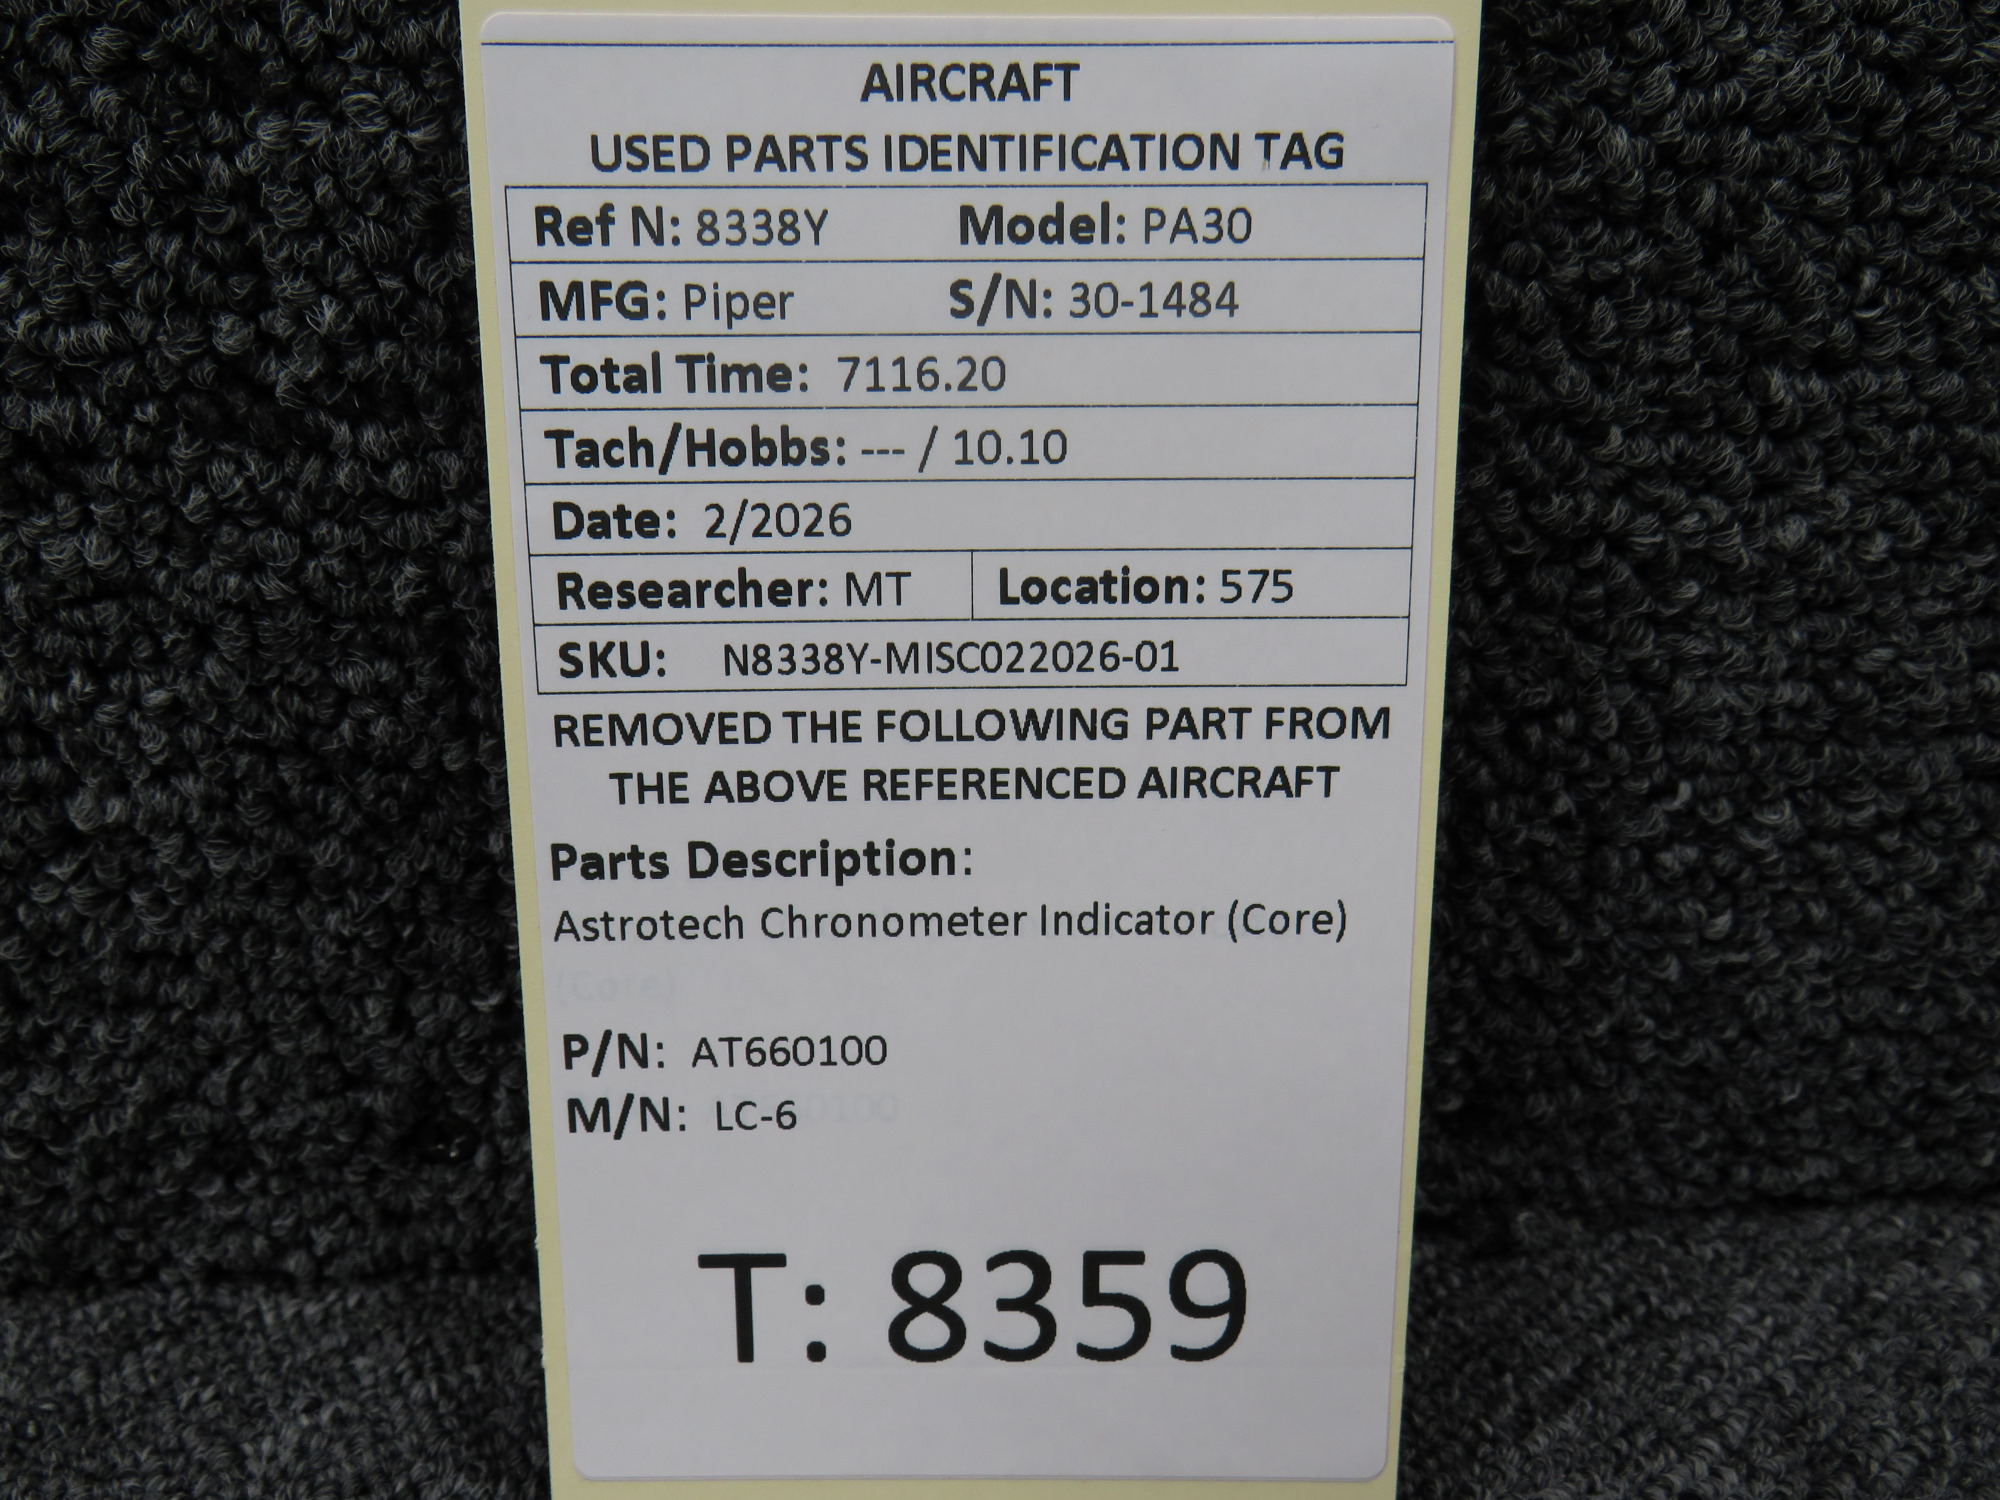 AIRCRAFT
USED PARTS IDENTIFICATION TAG
Ref N: 8338Y Model: PA30
MFG: Piper S/N: 30-1484
Total Time: 7116.20
Tach/Hobbs: --- / 10.10
Date: 2/2026
Researcher: MT Location: 575
SKU: N8338Y-MISC022026-01
REMOVED THE FOLLOWING PART FROM
THE ABOVE REFERENCED AIRCRAFT
Parts Description:
Astrotech Chronometer Indicator (Core)
(Core)
P/N: AT660100
M/N: LC-6
T: 8359